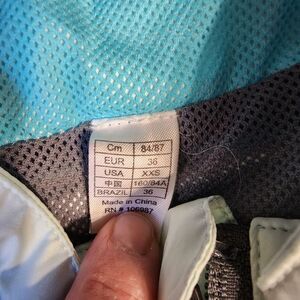 Cm 84/87
EUR 36
USA XXS
中国 160/84A
BRAZIL 36
Made in China
RN # 106987